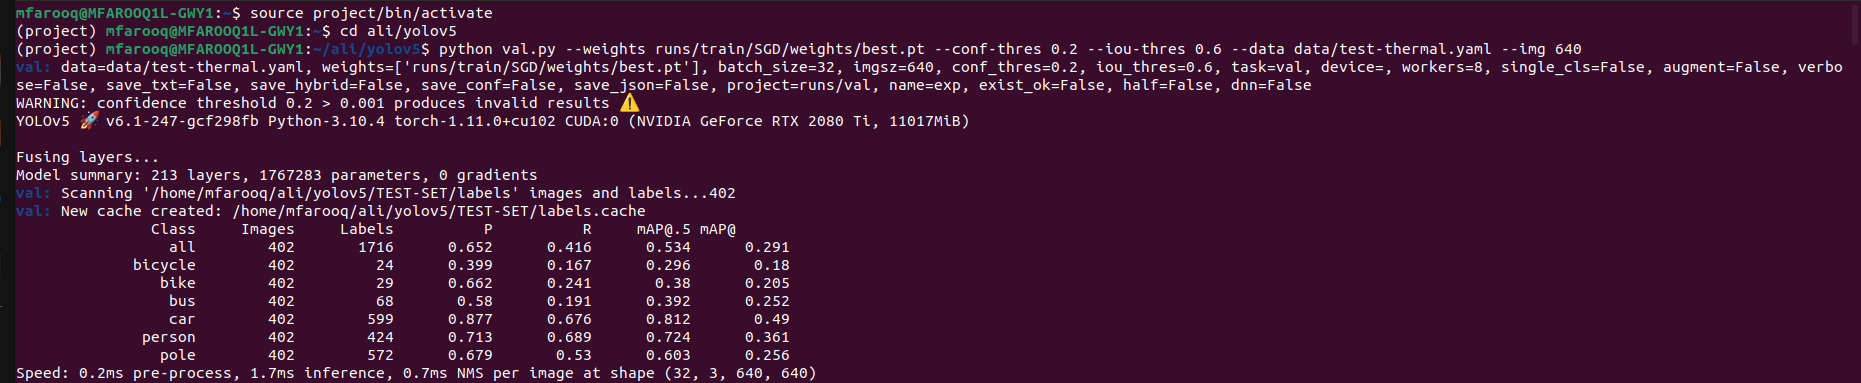 mfarooq@MFAROOQ1L-GWY1:~$ source project/bin/activate
(project) mfarooq@MFAROOQ1L-GWY1:~$ cd ali/yolov5
(project) mfarooq@MFAROOQ1L-GWY1:~/ali/yolov5$ python val.py --weights runs/train/SGD/weights/best.pt --conf-thres 0.2 --iou-thres 0.6 --data data/test-thermal.yaml --img 640
val: data=data/test-thermal.yaml, weights=['runs/train/SGD/weights/best.pt'], batch_size=32, imgsz=640, conf_thres=0.2, iou_thres=0.6, task=val, device=, workers=8, single_cls=False, augment=False, verbo
se=False, save_txt=False, save_hybrid=False, save_conf=False, save_json=False, project=runs/val, name=exp, exist_ok=False, half=False, dnn=False
WARNING: confidence threshold 0.2 > 0.001 produces invalid results ⚠️
YOLOv5 🚀 v6.1-247-gcf298fb Python-3.10.4 torch-1.11.0+cu102 CUDA:0 (NVIDIA GeForce RTX 2080 Ti, 11017MiB)
Fusing layers...
Model summary: 213 layers, 1767283 parameters, 0 gradients
val: Scanning '/home/mfarooq/ali/yolov5/TEST-SET/labels' images and labels...402
val: New cache created: /home/mfarooq/ali/yolov5/TEST-SET/labels.cache
Class Images Labels P R mAP@.5 mAP@
all 402 1716 0.652 0.416 0.534 0.291
bicycle 402 24 0.399 0.167 0.296 0.18
bike 402 29 0.662 0.241 0.38 0.205
bus 402 68 0.58 0.191 0.392 0.252
car 402 599 0.877 0.676 0.812 0.49
person 402 424 0.713 0.689 0.724 0.361
pole 402 572 0.679 0.53 0.603 0.256
Speed: 0.2ms pre-process, 1.7ms inference, 0.7ms NMS per image at shape (32, 3, 640, 640)